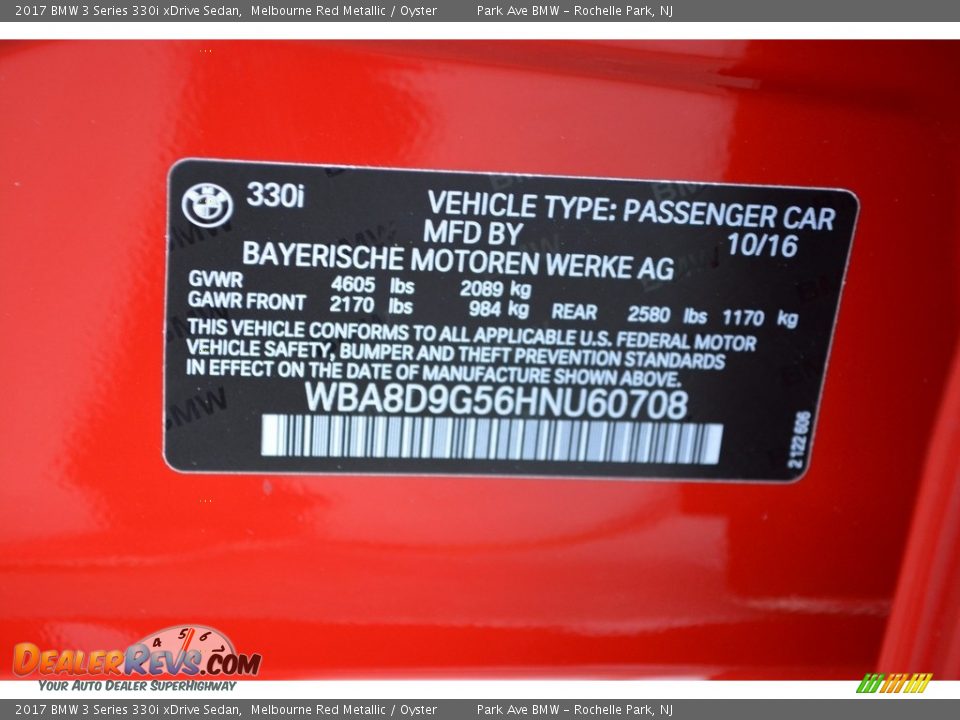 2017 BMW 3 Series 330i xDrive Sedan, Melbourne Red Metallic / Oyster Park Ave BMW – Rochelle Park, NJ
330i
VEHICLE TYPE: PASSENGER CAR
MFD BY 10/16
BAYERISCHE MOTOREN WERKE AG
GVWR 4605 lbs 2089 kg
GAWR FRONT 2170 lbs 984 kg REAR 2580 lbs 1170 kg
THIS VEHICLE CONFORMS TO ALL APPLICABLE U.S. FEDERAL MOTOR
VEHICLE SAFETY, BUMPER AND THEFT PREVENTION STANDARDS
IN EFFECT ON THE DATE OF MANUFACTURE SHOWN ABOVE.
WBA8D9G56HNU60708
2 122 606
4 5 6
DEALERREVS.COM
YOUR AUTO DEALER SUPERHIGHWAY
2017 BMW 3 Series 330i xDrive Sedan, Melbourne Red Metallic / Oyster Park Ave BMW – Rochelle Park, NJ